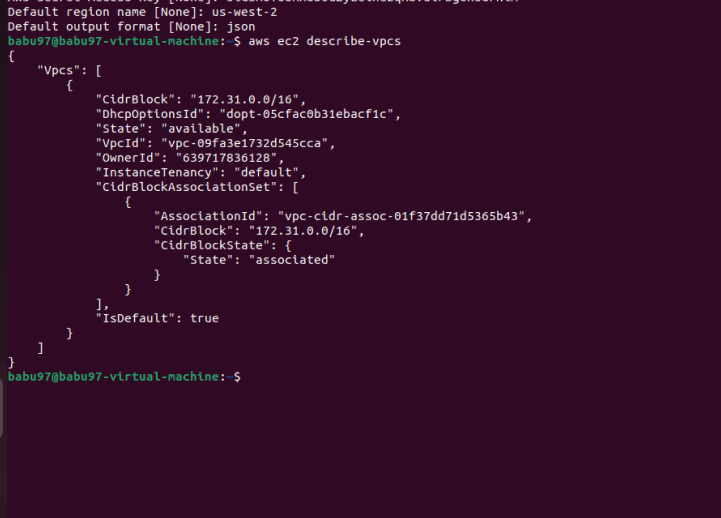 Default region name [None]: us-west-2
Default output format [None]: json
babu97@babu97-virtual-machine:~$ aws ec2 describe-vpcs
{
    "Vpcs": [
        {
            "CidrBlock": "172.31.0.0/16",
            "DhcpOptionsId": "dopt-05cfac0b31ebacf1c",
            "State": "available",
            "VpcId": "vpc-09fa3e1732d545cca",
            "OwnerId": "639717836128",
            "InstanceTenancy": "default",
            "CidrBlockAssociationSet": [
                {
                    "AssociationId": "vpc-cidr-assoc-01f37dd71d5365b43",
                    "CidrBlock": "172.31.0.0/16",
                    "CidrBlockState": {
                        "State": "associated"
                    }
                }
            ],
            "IsDefault": true
        }
    ]
}
babu97@babu97-virtual-machine:~$